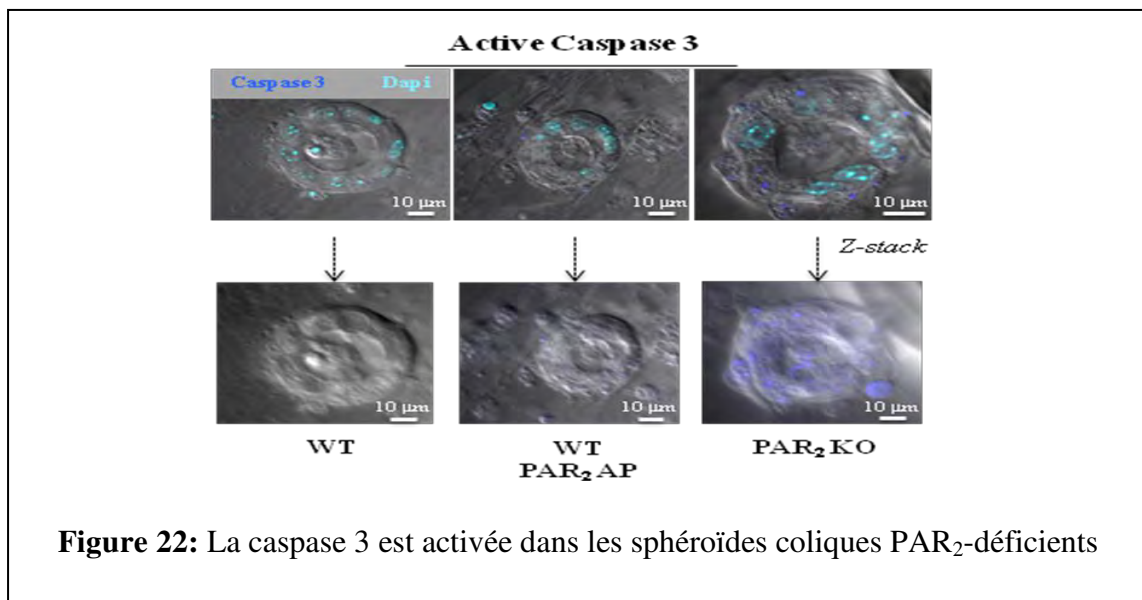 Active Caspase 3
Caspase 3 Dapi
10 µm 10 µm 10 µm
Z-stack
10 µm 10 µm 10 µm
WT WT PAR₂ KO
PAR₂ AP
Figure 22: La caspase 3 est activée dans les sphéroïdes coliques PAR₂-déficients